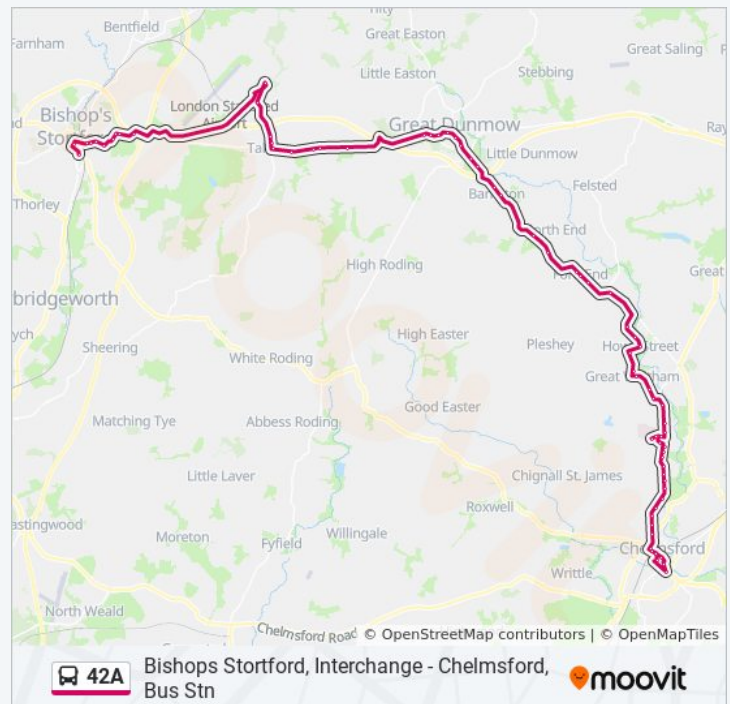 Bentfield
Farnham
Great Easton
Great Saling
Little Easton
Stebbing
London
Bishop's
Great Dunmow
Little Dunmow
Felsted
Thorley
End
High Roding
Great
bridgeworth
High Easter
Pleshey
Street
Sheering
White Roding
Great
Good Easter
Matching Tye
Abbess Roding
Little Laver
Chignall St. James
Roxwell
astingwood
Moreton
Fyfield
Willingale
Writtle
North Weald
Chelmsford Road
© OpenStreetMap contributors | © OpenMapTiles
42A
Bishops Stortford, Interchange - Chelmsford,
Bus Stn
moovit